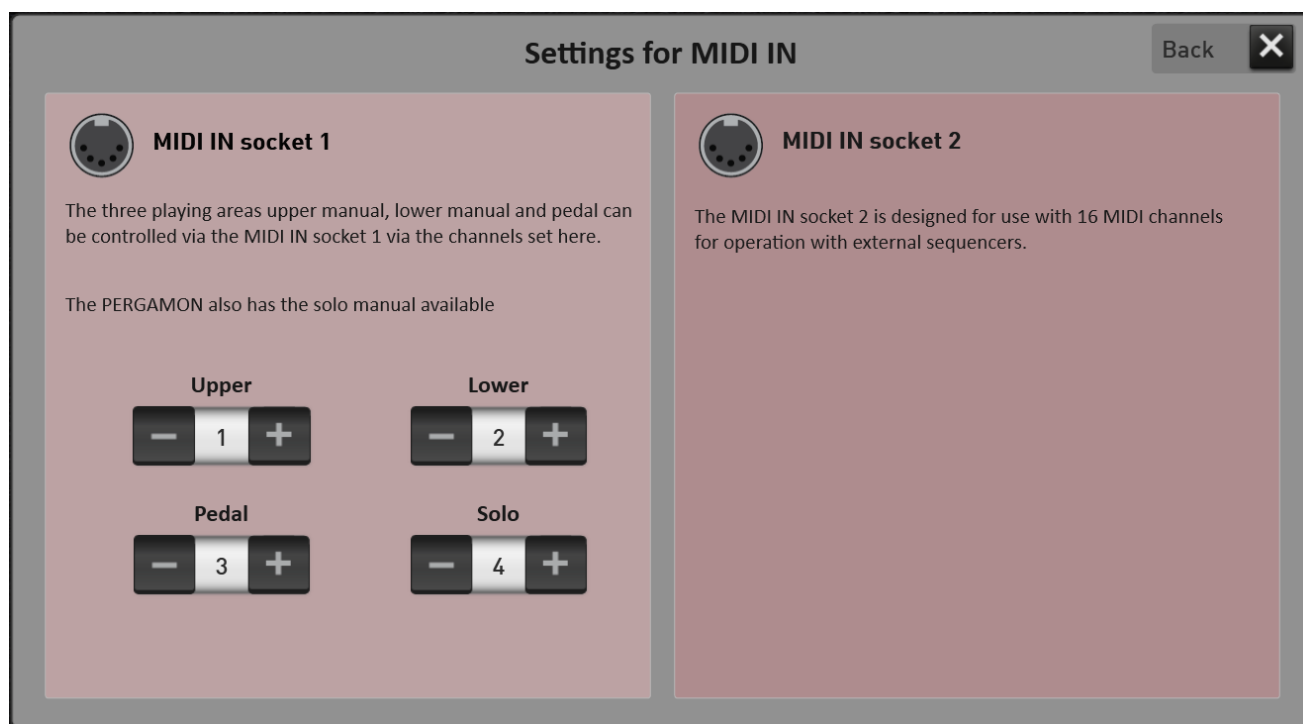 Settings for MIDI IN
Back
MIDI IN socket 1
The three playing areas upper manual, lower manual and pedal can
be controlled via the MIDI IN socket 1 via the channels set here.
The PERGAMON also has the solo manual available
Upper
1
Lower
2
Pedal
3
Solo
4
MIDI IN socket 2
The MIDI IN socket 2 is designed for use with 16 MIDI channels
for operation with external sequencers.